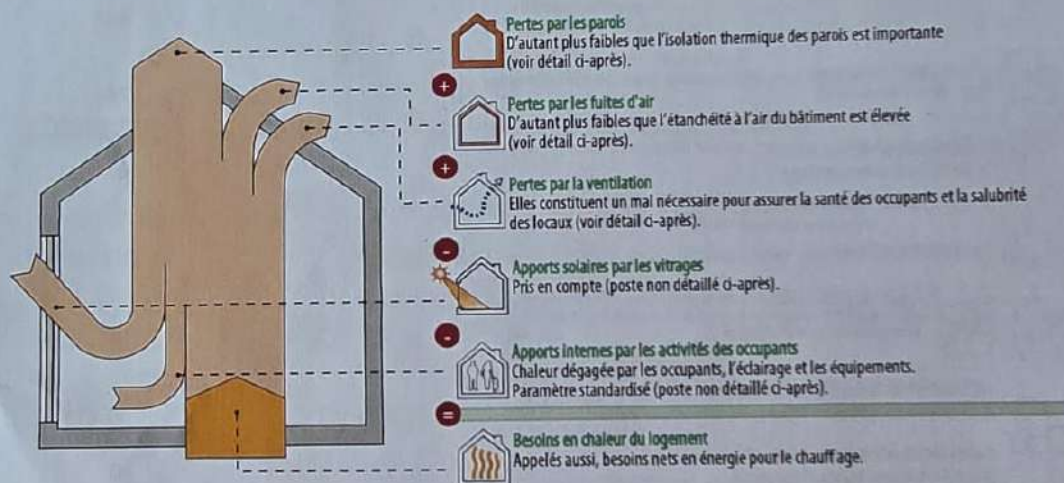 Pertes par les parois
D'autant plus faibles que l'isolation thermique des parois est importante
(voir détail ci-après).
+
Pertes par les fuites d'air
D'autant plus faibles que l'étanchéité à l'air du bâtiment est élevée
(voir détail ci-après).
+
Pertes par la ventilation
Elles constituent un mal nécessaire pour assurer la santé des occupants et la salubrité
des locaux (voir détail ci-après).
-
Apports solaires par les vitrages
Pris en compte (poste non détaillé ci-après).
-
Apports internes par les activités des occupants
Chaleur dégagée par les occupants, l'éclairage et les équipements.
Paramètre standardisé (poste non détaillé ci-après).
=
Besoins en chaleur du logement
Appelés aussi, besoins nets en énergie pour le chauffage.